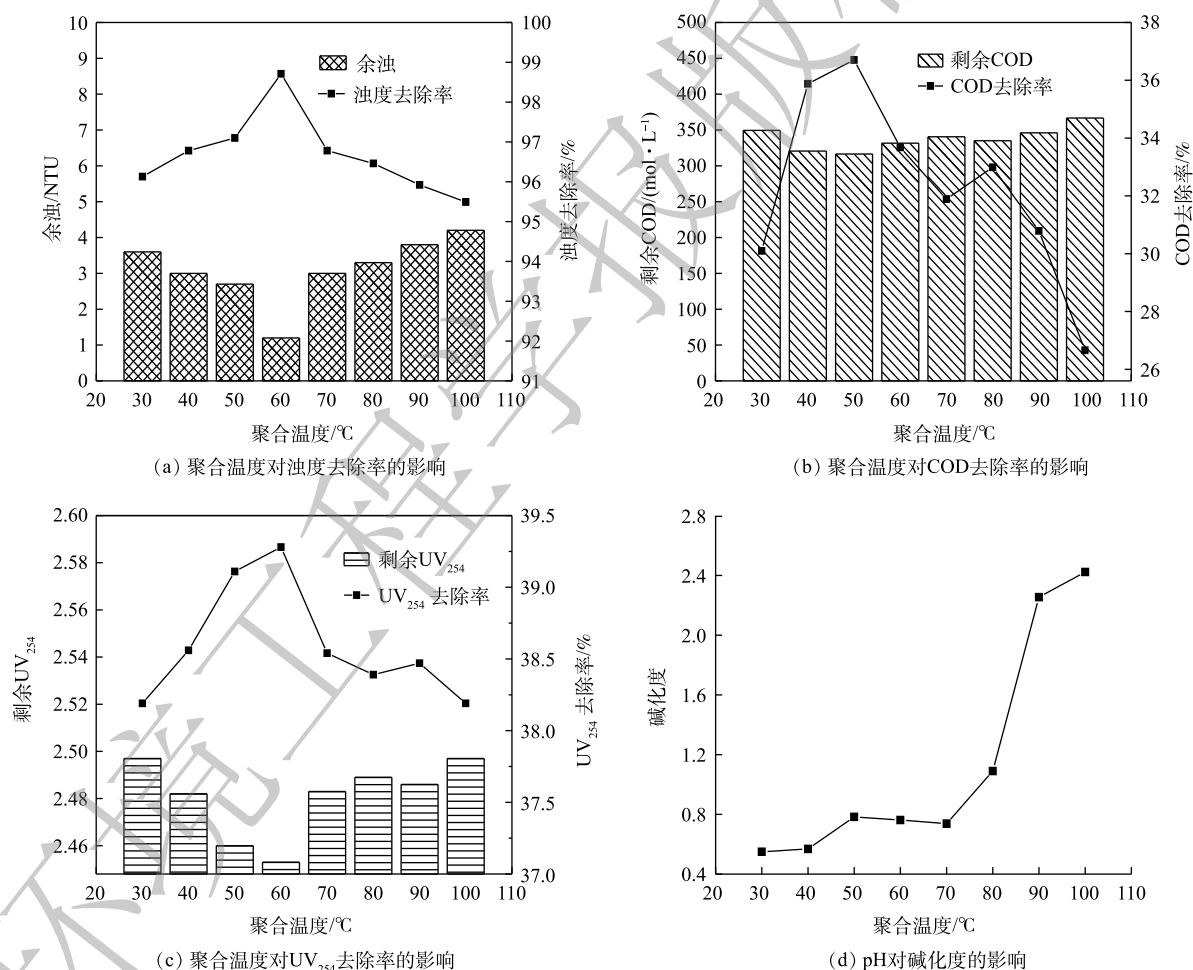 10
9
8
7
6
5
4
3
2
1
0
余浊/NTU
余浊
浊度去除率
100
99
98
97
96
95
94
93
92
91
浊度去除率/%
20 30 40 50 60 70 80 90 100 110
聚合温度/℃
(a) 聚合温度对浊度去除率的影响
500
450
400
350
300
250
200
150
100
50
0
剩余COD/(mol·L⁻¹)
剩余COD
COD去除率
38
36
34
32
30
28
26
COD去除率/%
20 30 40 50 60 70 80 90 100 110
聚合温度/℃
(b) 聚合温度对COD去除率的影响
2.60
2.58
2.56
2.54
2.52
2.50
2.48
2.46
剩余UV₂₅₄
剩余UV₂₅₄
UV₂₅₄ 去除率
39.5
39.0
38.5
38.0
37.5
37.0
UV₂₅₄ 去除率/%
20 30 40 50 60 70 80 90 100 110
聚合温度/℃
(c) 聚合温度对UV₂₅₄去除率的影响
2.8
2.4
2.0
1.6
1.2
0.8
0.4
碱化度
20 30 40 50 60 70 80 90 100 110
聚合温度/℃
(d) pH对碱化度的影响
环境工程学报版